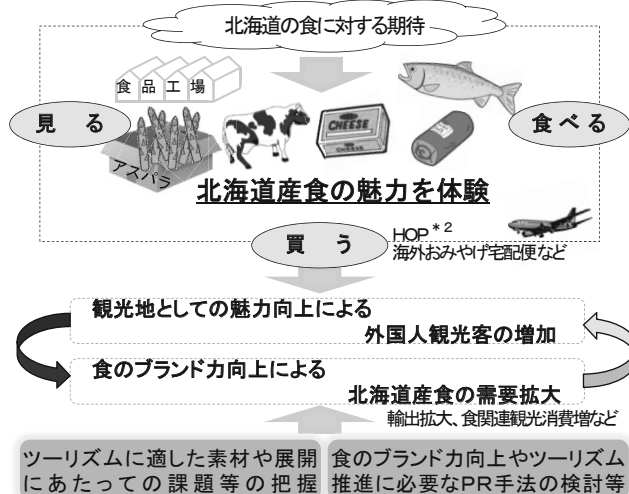 北海道の食に対する期待
食品工場
見る
食べる
CHEESE
CHEESE
アスパラ
北海道産食の魅力を体験
買う
HOP*2
海外おみやげ宅配便など
観光地としての魅力向上による
外国人観光客の増加
食のブランド力向上による
北海道産食の需要拡大
輸出拡大、食関連観光消費増など
ツーリズムに適した素材や展開
にあたっての課題等の把握
食のブランド力向上やツーリズム
推進に必要なPR手法の検討等